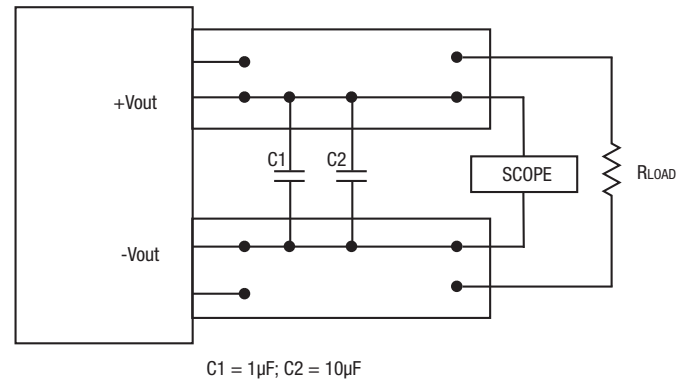 +Vout
C1 C2
SCOPE
RLOAD
-Vout
C1 = 1µF; C2 = 10µF